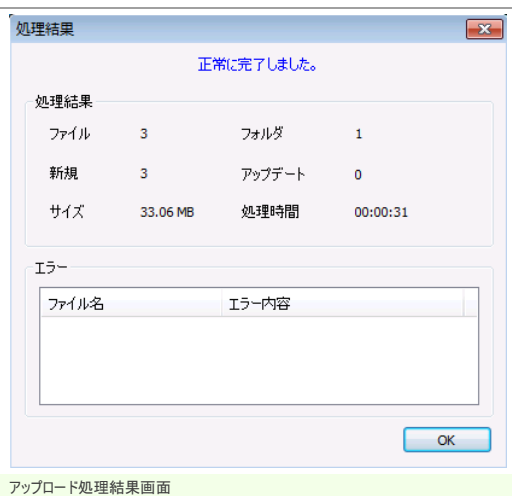 処理結果
正常に完了しました。
処理結果
ファイル 3 フォルダ 1
新規 3 アップデート 0
サイズ 33.06 MB 処理時間 00:00:31
エラー
ファイル名 エラー内容
OK
アップロード処理結果画面